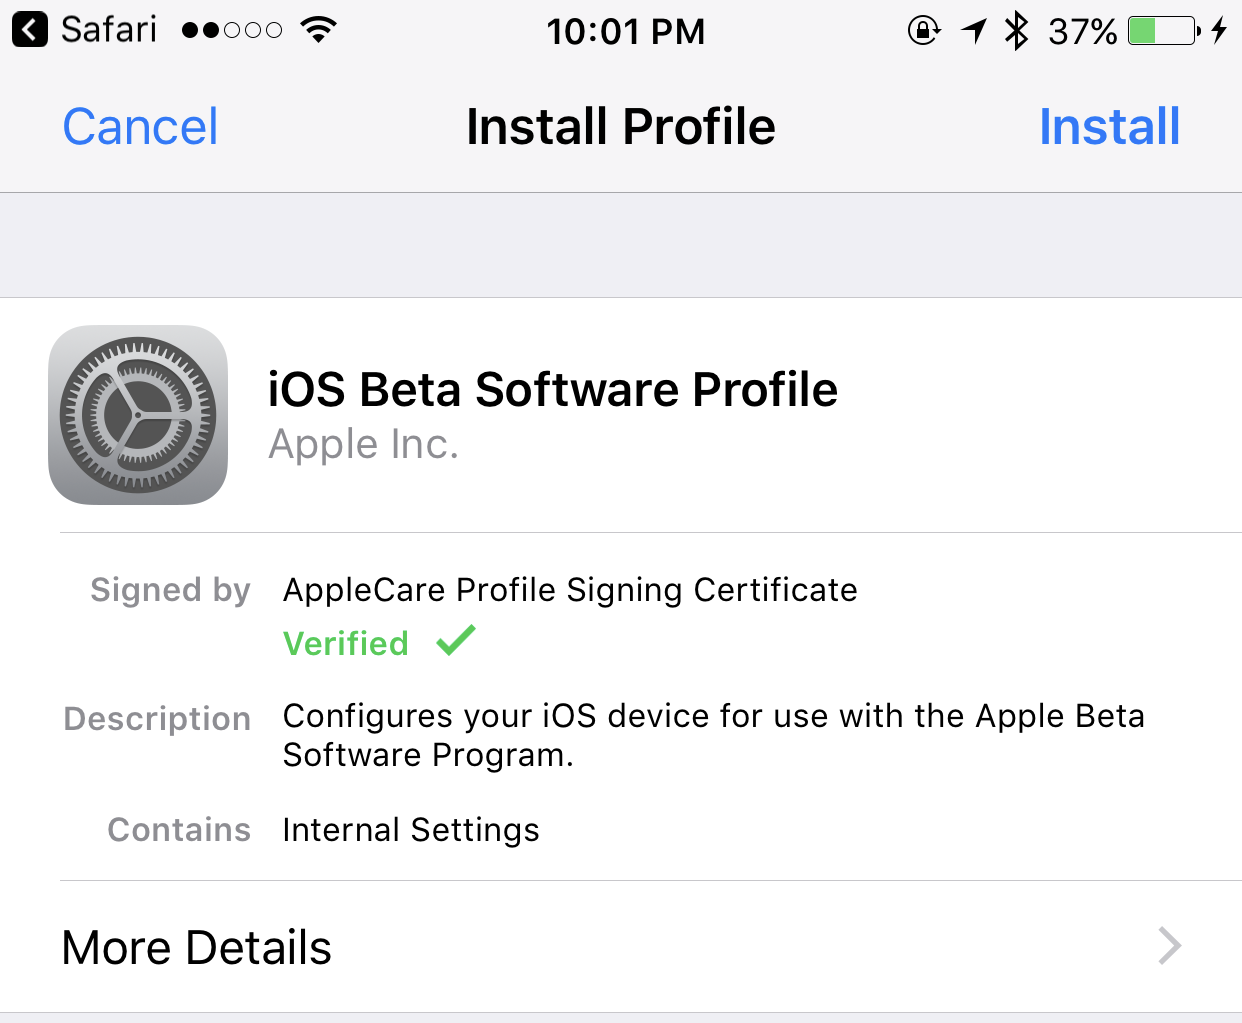 Safari 10:01 PM 37%
Cancel Install Profile Install
iOS Beta Software Profile
Apple Inc.
Signed by AppleCare Profile Signing Certificate
Verified
Description Configures your iOS device for use with the Apple Beta
Software Program.
Contains Internal Settings
More Details